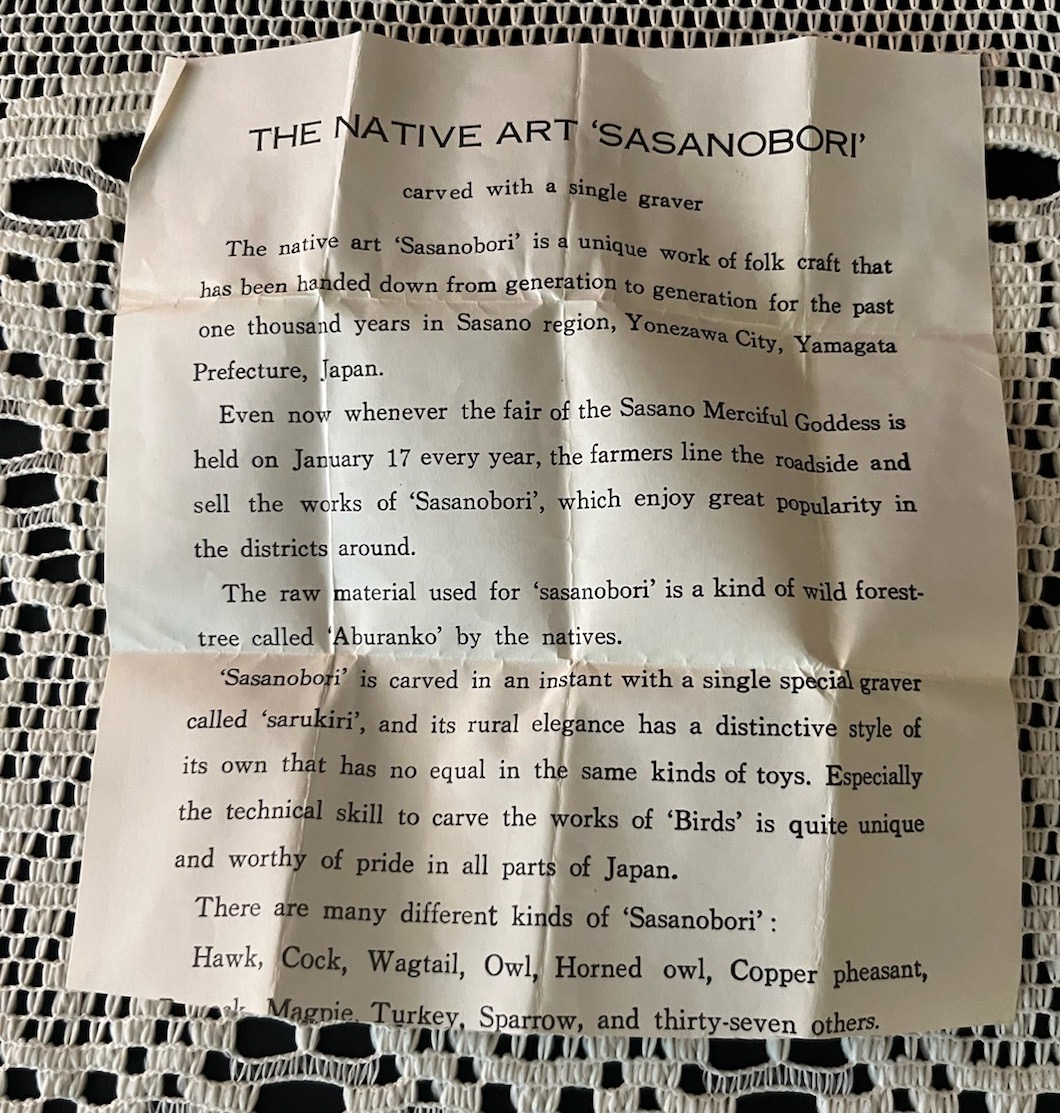 THE NATIVE ART ‘SASANOBORI’
carved with a single graver
The native art ‘Sasanobori’ is a unique work of folk craft that
has been handed down from generation to generation for the past
one thousand years in Sasano region, Yonezawa City, Yamagata
Prefecture, Japan.
Even now whenever the fair of the Sasano Merciful Goddess is
held on January 17 every year, the farmers line the roadside and
sell the works of ‘Sasanobori’, which enjoy great popularity in
the districts around.
The raw material used for ‘sasanobori’ is a kind of wild forest-
tree called ‘Aburanko’ by the natives.
‘Sasanobori’ is carved in an instant with a single special graver
called ‘sarukiri’, and its rural elegance has a distinctive style of
its own that has no equal in the same kinds of toys. Especially
the technical skill to carve the works of ‘Birds’ is quite unique
and worthy of pride in all parts of Japan.
There are many different kinds of ‘Sasanobori’ :
Hawk, Cock, Wagtail, Owl, Horned owl, Copper pheasant,
Magpie, Turkey, Sparrow, and thirty-seven others.